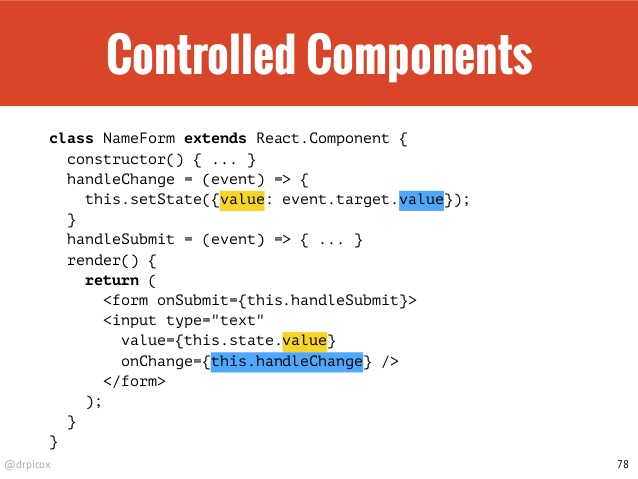 Controlled Components
class NameForm extends React.Component {
  constructor() { ... }
  handleChange = (event) => {
    this.setState({value: event.target.value});
  }
  handleSubmit = (event) => { ... }
  render() {
    return (
      <form onSubmit={this.handleSubmit}>
      <input type="text"
        value={this.state.value}
        onChange={this.handleChange} />
      </form>
    );
  }
}
@drpicox
78